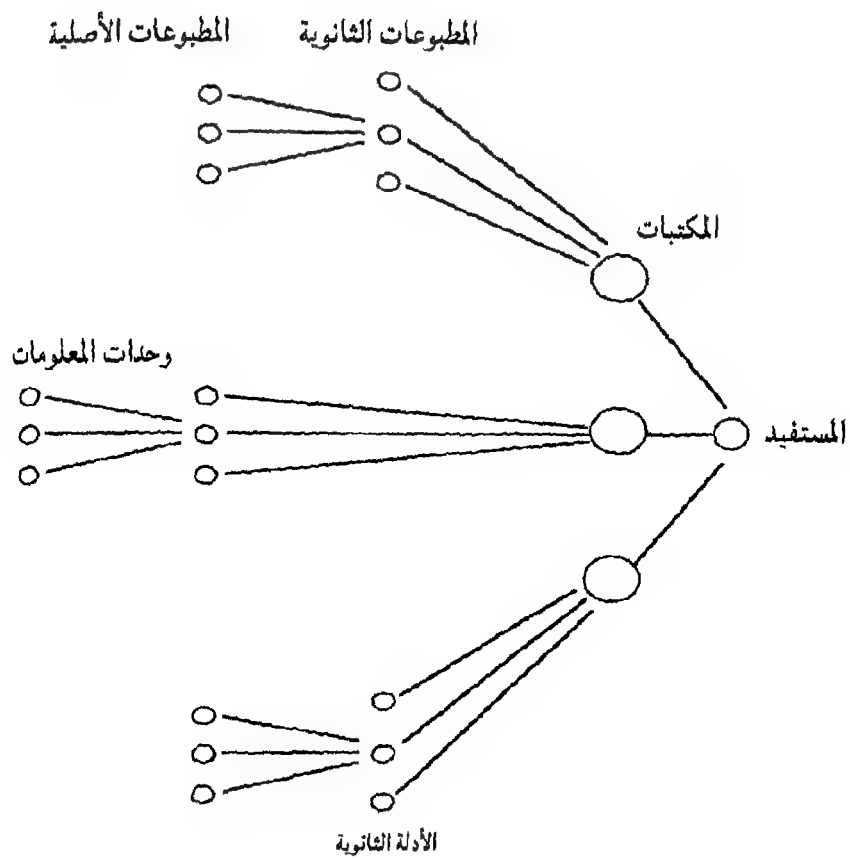 المطبوعات الثانوية
المطبوعات الأصلية
المكتبات
وحدات المعلومات
المستفيد
الأدلة الثانوية